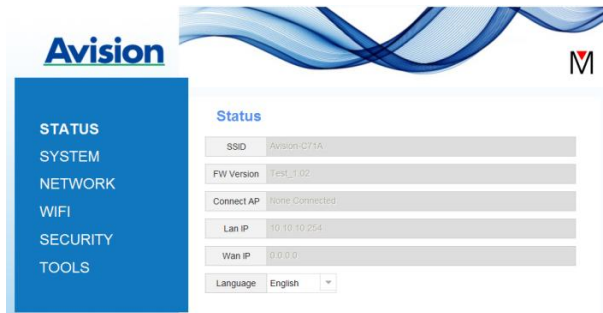 Avision
STATUS
SYSTEM
NETWORK
WIFI
SECURITY
TOOLS
Status
SSID Avision-C71A
FW Version Test_1.02
Connect AP None Connected
Lan IP 10.10.10.254
Wan IP 0.0.0.0
Language English